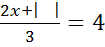 2x+|  |
3
= 4